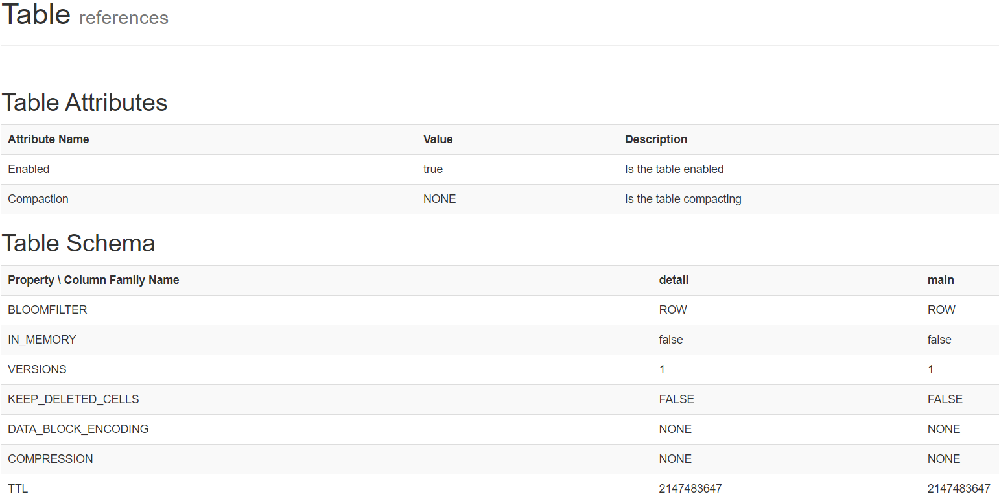 Table references
Table Attributes
Attribute Name Value Description
Enabled true Is the table enabled
Compaction NONE Is the table compacting
Table Schema
Property \ Column Family Name detail main
BLOOMFILTER ROW ROW
IN_MEMORY false false
VERSIONS 1 1
KEEP_DELETED_CELLS FALSE FALSE
DATA_BLOCK_ENCODING NONE NONE
COMPRESSION NONE NONE
TTL 2147483647 2147483647